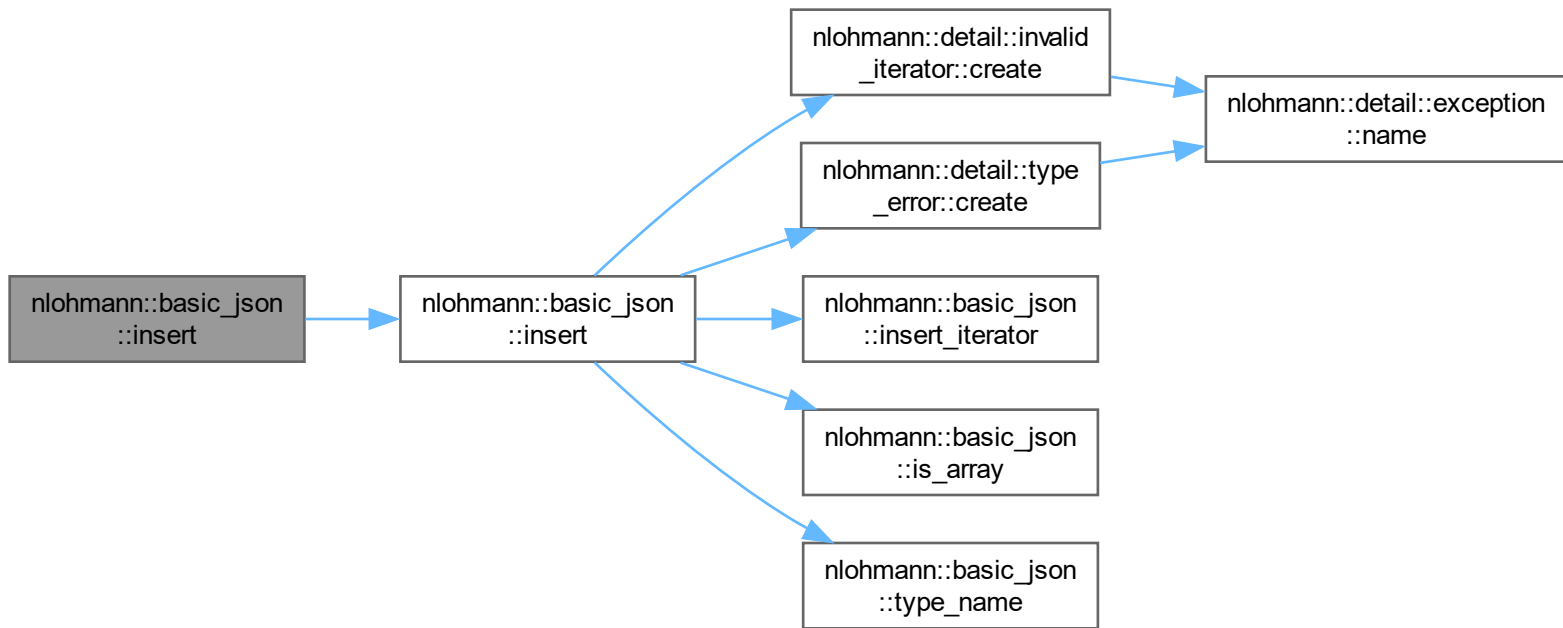 nlohmann::basic_json
::insert
nlohmann::basic_json
::insert
nlohmann::detail::invalid
_iterator::create
nlohmann::detail::type
_error::create
nlohmann::basic_json
::insert_iterator
nlohmann::basic_json
::is_array
nlohmann::basic_json
::type_name
nlohmann::detail::exception
::name